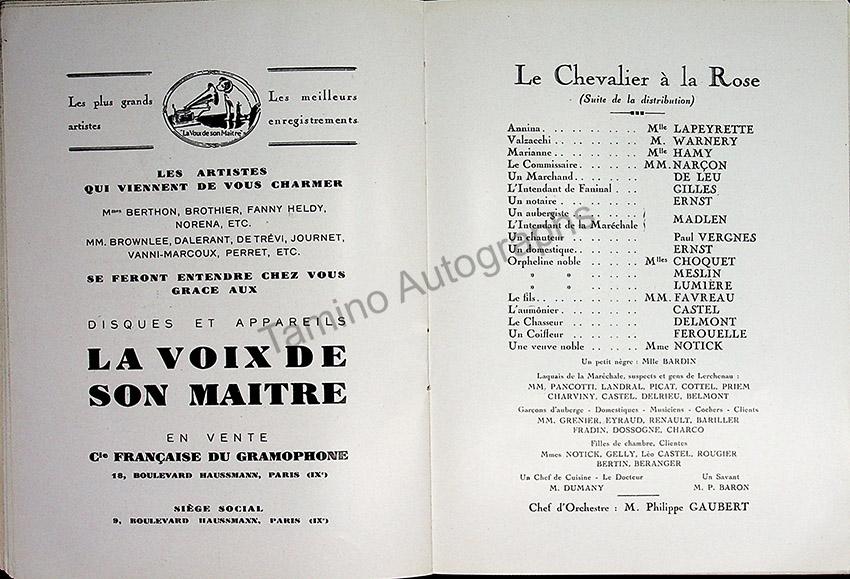 Les plus grands
artistes
La Voix de son Maître
Les meilleurs
enregistrements
LES ARTISTES
QUI VIENNENT DE VOUS CHARMER
Mmes BERTHON, BROTHIER, FANNY HELDY,
NORENA, ETC.
MM. BROWNLEE, DALERANT, DE TRÉVI, JOURNET,
VANNI-MARCOUX, PERRET, ETC.
SE FERONT ENTENDRE CHEZ VOUS
GRACE AUX
DISQUES ET APPAREILS
LA VOIX DE
SON MAITRE
EN VENTE
Cie FRANÇAISE DU GRAMOPHONE
18, BOULEVARD HAUSSMANN, PARIS (IXe)
SIÈGE SOCIAL
9, BOULEVARD HAUSSMANN, PARIS (IXe)
Le Chevalier à la Rose
(Suite de la distribution)
Annina. . . . . . . . . Mlle LAPEYRETTE
Valzacchi . . . . . . . . M. WARNERY
Marianne . . . . . . . . Mlle HAMY
Le Commissaire. . . . . . MM. NARÇON
Un Marchand. . . . . . . DE LEU
L'Intendant de Faninal . . . GILLES
Un notaire . . . . . . . . ERNST
Un aubergiste . . . . . .
L'Intendant de la Maréchale MADLEN
Un chanteur . . . . . . . Paul VERGNES
Un domestique. . . . . . . ERNST
Orpheline noble . . . . . . Mlles CHOQUET
» » . . . . . . MESLIN
» » . . . . . . LUMIÈRE
Le fils. . . . . . . . . . MM. FAVREAU
L'aumônier. . . . . . . . CASTEL
Le Chasseur . . . . . . . DELMONT
Un Coiffeur . . . . . . . FEROUELLE
Une veuve noble . . . . . . Mme NOTICK
Un petit nègre : Mlle BARDIN
Laquais de la Maréchale, suspects et gens de Lerchenau :
MM. PANCOTTI, LANDRAL, PICAT, COTTEL, PRIEM
CHARVINY, CASTEL, DELRIEU, BELMONT
Garçons d'auberge - Domestiques - Musiciens - Cochers - Clients
MM. GRENIER, EYRAUD, RENAULT, BARILLER
FRADIN, DOSSOGNE, CHARCO
Filles de chambre, Clientes
Mmes NOTICK, GELLY, Léo CASTEL, ROUGIER
BERTIN, BERANGER
Un Chef de Cuisine - Le Docteur Un Savant
M. DUMANY M. P. BARON
Chef d'Orchestre : M. Philippe GAUBERT
Tamino Autographs